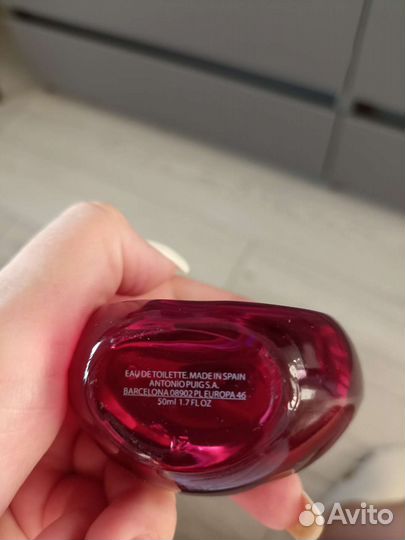 EAU DE TOILETTE. MADE IN SPAIN
ANTONIO PUIG S.A.
BARCELONA 08902 PL EUROPA 46
50ml 1.7 FL OZ
Avito